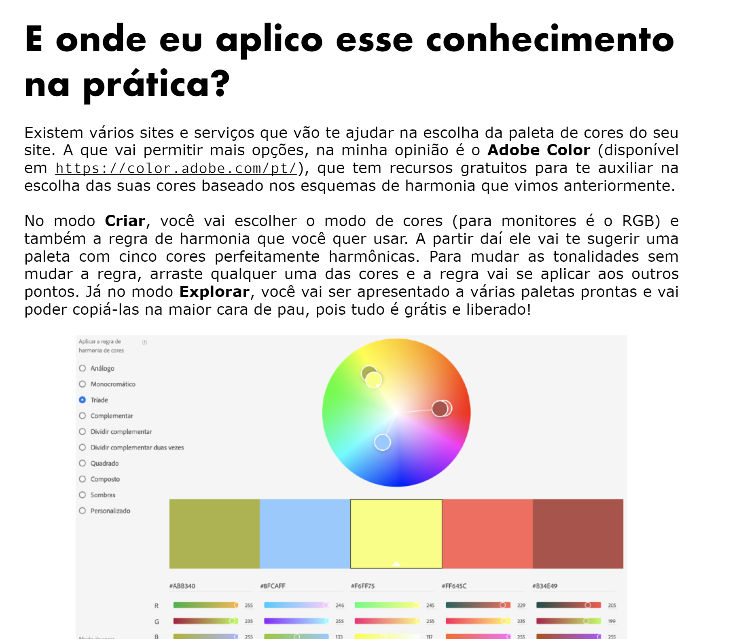 E onde eu aplico esse conhecimento
na prática?
Existem vários sites e serviços que vão te ajudar na escolha da paleta de cores do seu
site. A que vai permitir mais opções, na minha opinião é o Adobe Color (disponível
em https://color.adobe.com/pt/), que tem recursos gratuitos para te auxiliar na
escolha das suas cores baseado nos esquemas de harmonia que vimos anteriormente.
No modo Criar, você vai escolher o modo de cores (para monitores é o RGB) e
também a regra de harmonia que você quer usar. A partir daí ele vai te sugerir uma
paleta com cinco cores perfeitamente harmônicas. Para mudar as tonalidades sem
mudar a regra, arraste qualquer uma das cores e a regra vai se aplicar aos outros
pontos. Já no modo Explorar, você vai ser apresentado a várias paletas prontas e vai
poder copiá-las na maior cara de pau, pois tudo é grátis e liberado!
Aplicar a regra de
harmonia de cores
Análogo
Monocromático
Tríade
Complementar
Dividir complementar
Dividir complementar duas vezes
Quadrado
Composto
Sombras
Personalizado
#ABB340 #8FCAFF #F6FF75 #FF645C #B34E49
R 255 246 245 229 205
G 235 255 255 235 199
B 255 133 117 255 255